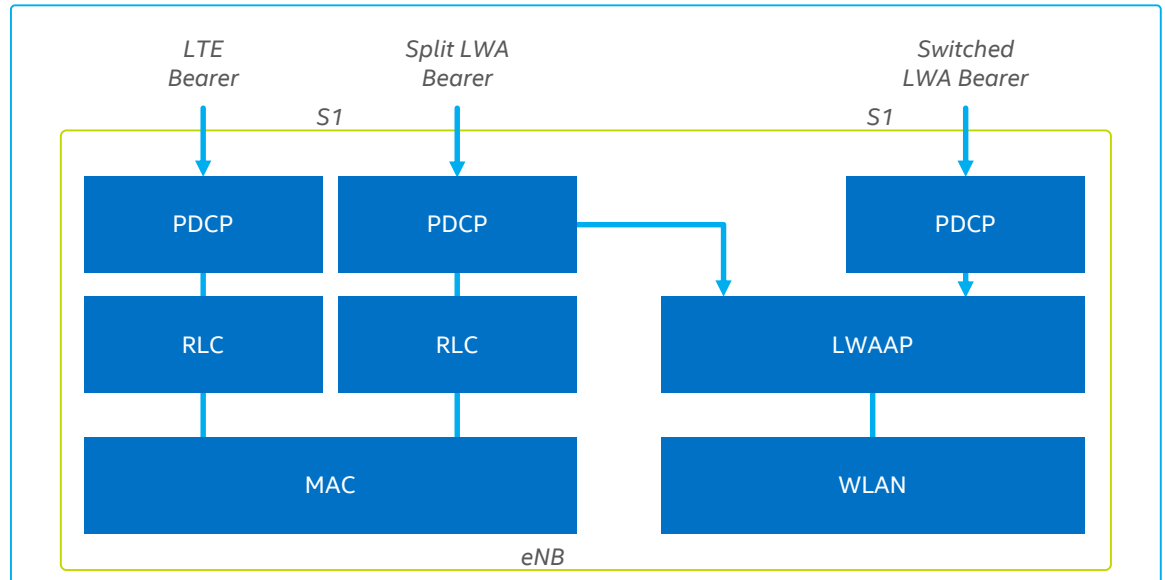 LTE
Bearer
Split LWA
Bearer
Switched
LWA Bearer
S1
S1
PDCP
PDCP
PDCP
RLC
RLC
LWAAP
MAC
WLAN
eNB